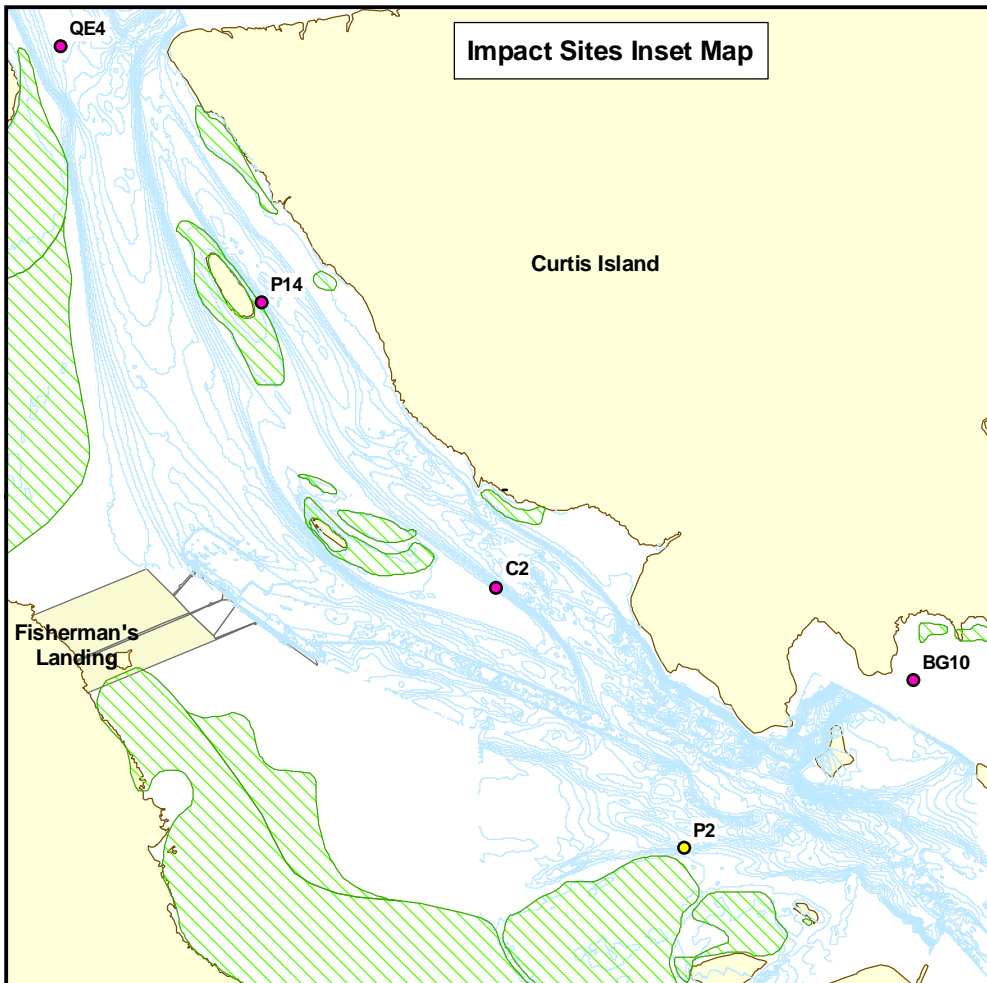 QE4
Impact Sites Inset Map
Curtis Island
P14
C2
Fisherman's
Landing
BG10
P2